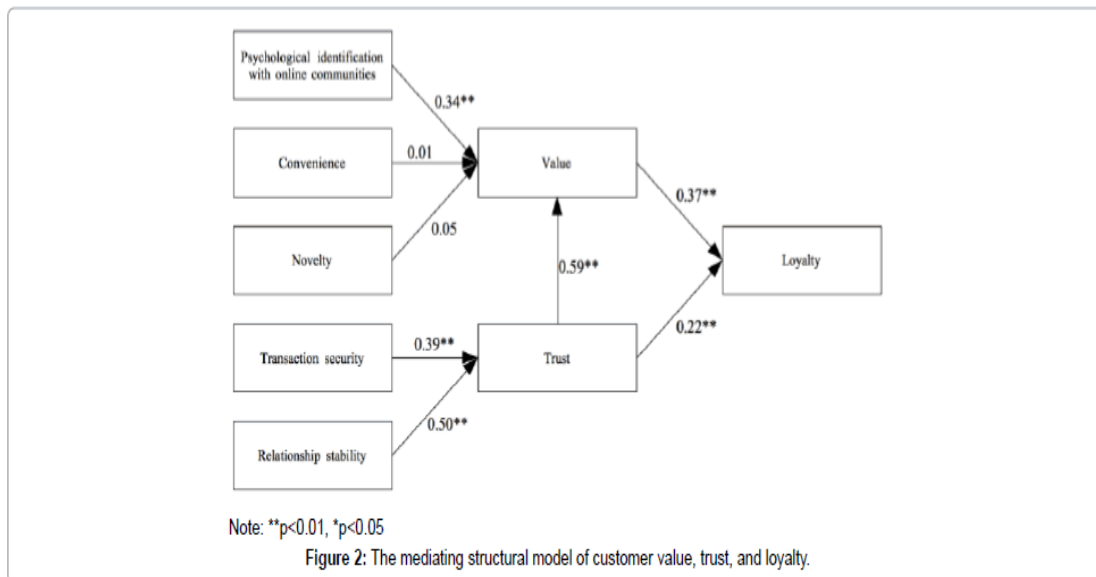 Psychological identification
with online communities
0.34**
Convenience
0.01
Value
0.37**
Novelty
0.05
0.59**
Loyalty
Transaction security
0.39**
Trust
0.22**
0.50**
Relationship stability
Note: **p<0.01, *p<0.05
Figure 2: The mediating structural model of customer value, trust, and loyalty.